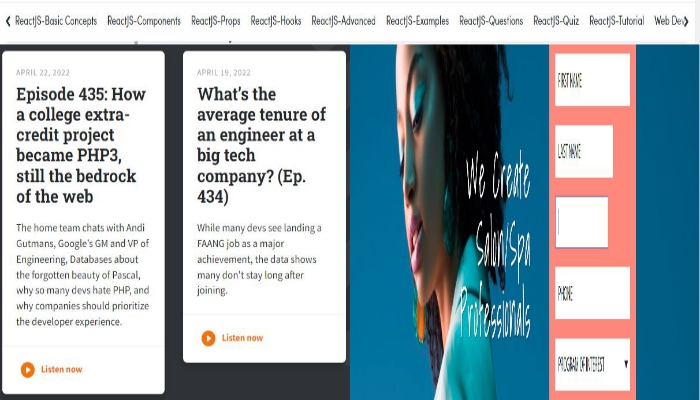 ReactJS-Basic Concepts ReactJS-Components ReactJS-Props ReactJS-Hooks ReactJS-Advanced ReactJS-Examples ReactJS-Questions ReactJS-Quiz ReactJS-Tutorial Web Dev
APRIL 22, 2022
Episode 435: How
a college extra-
credit project
became PHP3,
still the bedrock
of the web
The home team chats with Andi
Gutmans, Google's GM and VP of
Engineering, Databases about
the forgotten beauty of Pascal,
why so many devs hate PHP, and
why companies should prioritize
the developer experience.
Listen now
APRIL 19, 2022
What's the
average tenure of
an engineer at a
big tech
company? (Ep.
434)
While many devs see landing a
FAANG job as a major
achievement, the data shows
many don't stay long after
joining.
Listen now
We Create
Salon/Spa
Professionals
FIRST NAME
LAST NAME
PHONE
PROGRAM OF INTEREST